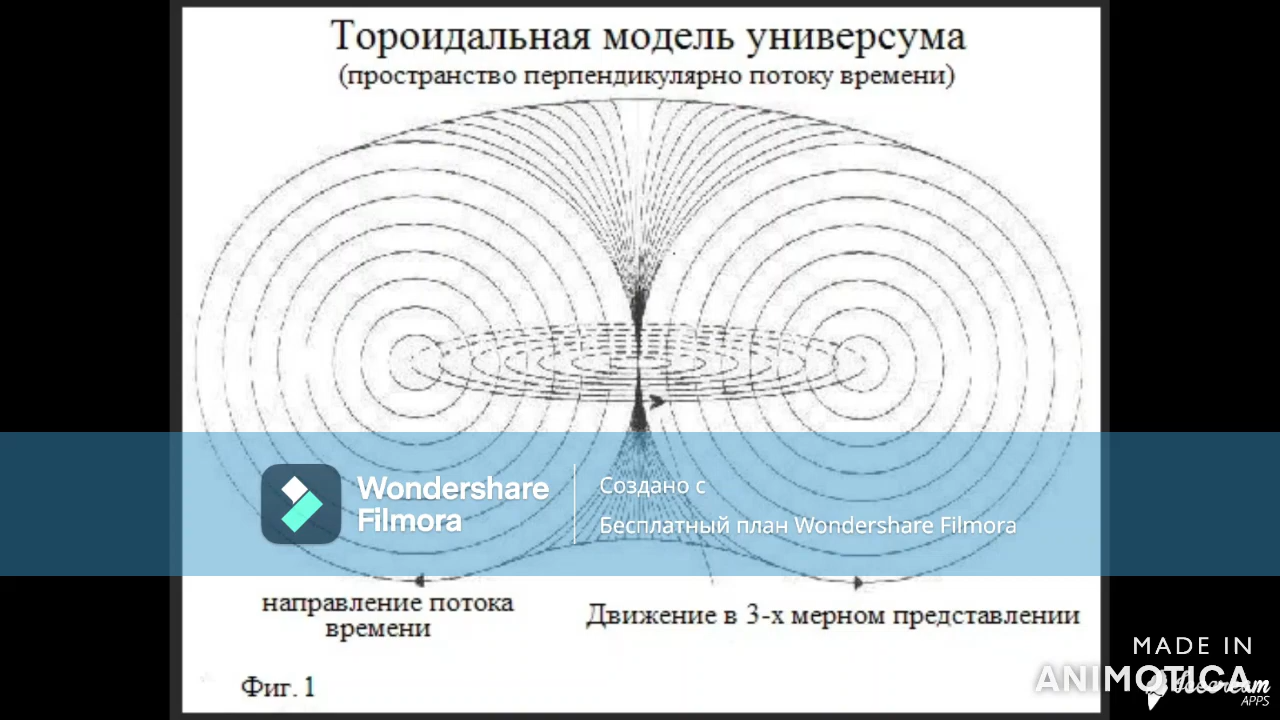 Тороидальная модель универсума
(пространство перпендикулярно потоку времени)
Wondershare
Filmora
Создано с
Бесплатный план Wondershare Filmora
направление потока
времени
Движение в 3-х мерном представлении
Фиг. 1
MADE IN
ANIMOTICA
APPS